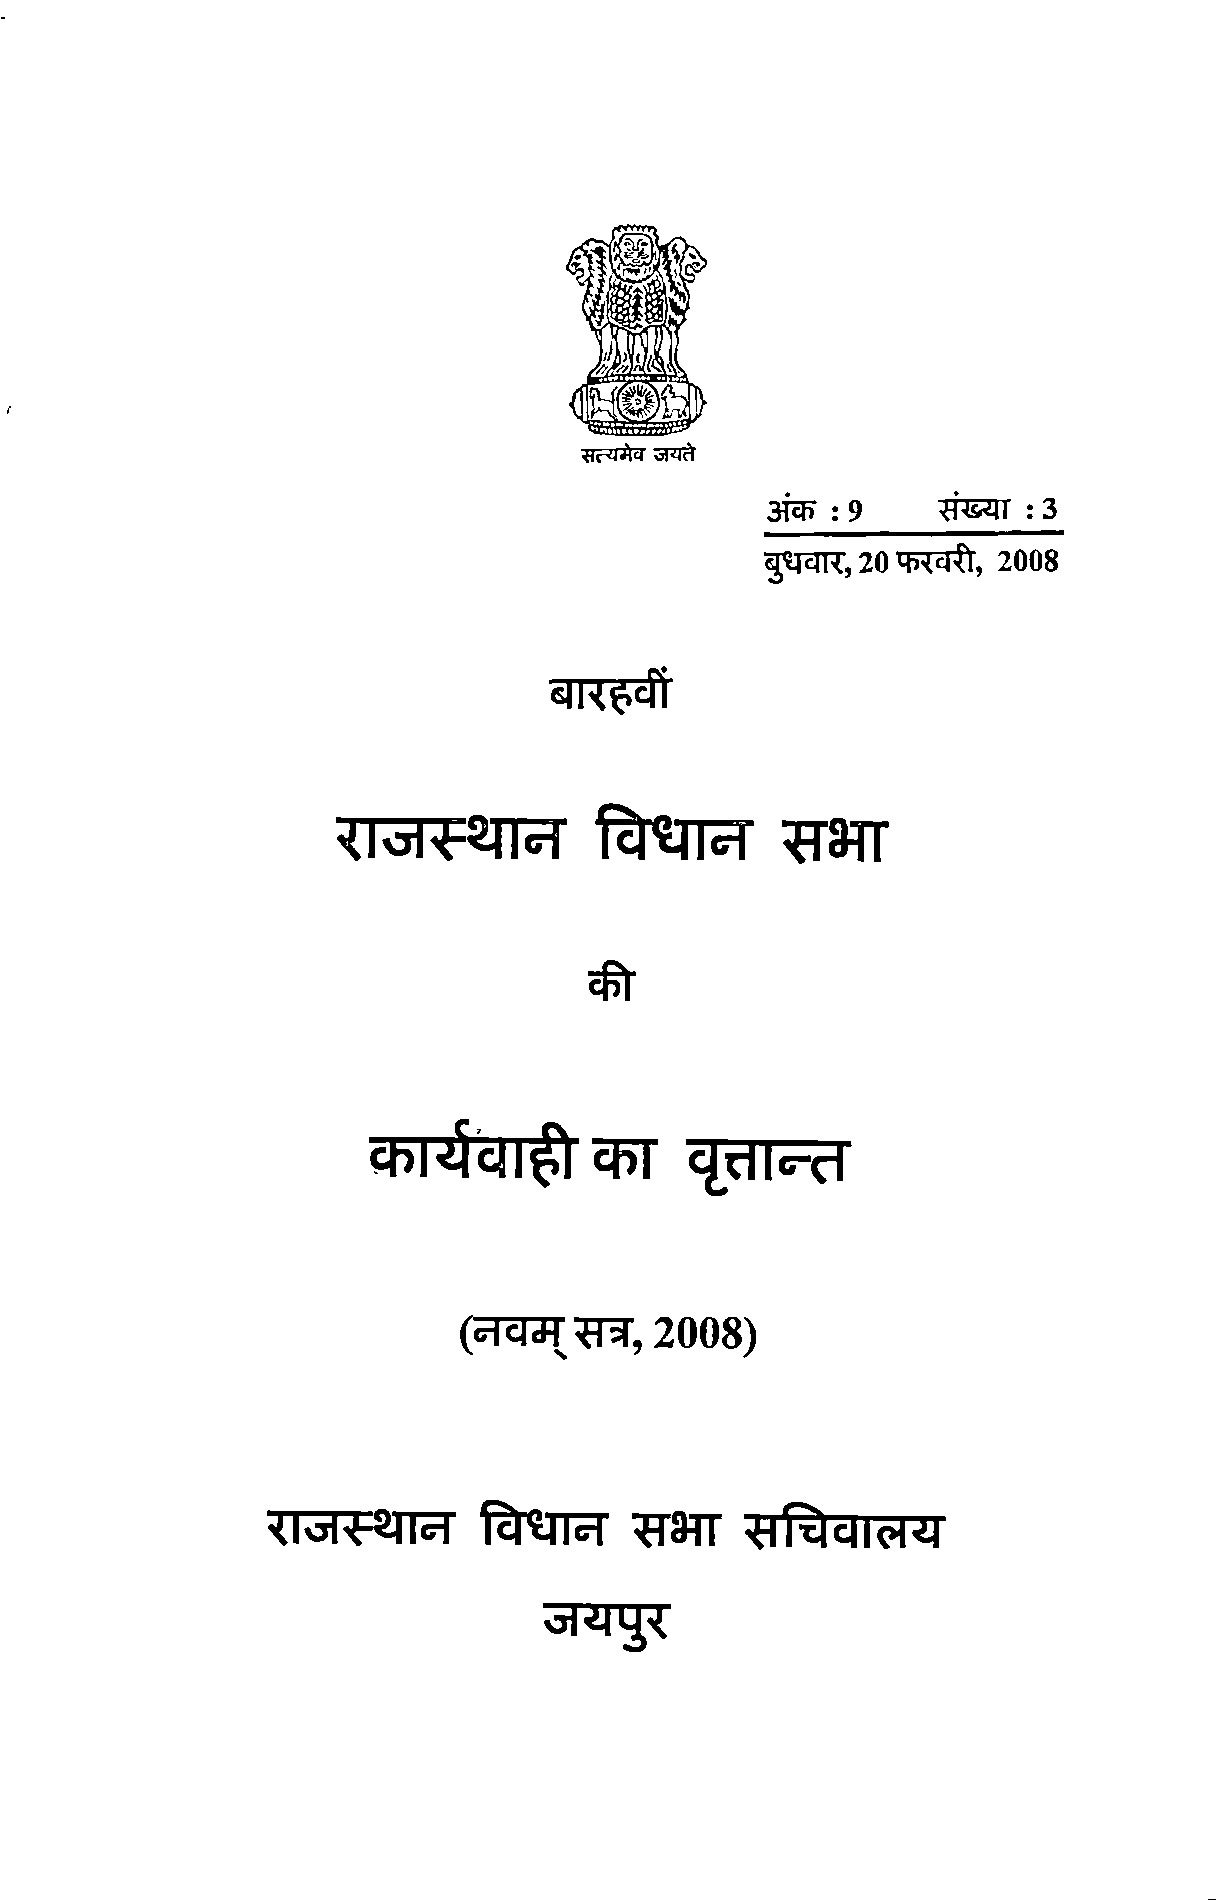 सत्यमेव जयते
अंक : 9 संख्या : 3
बुधवार, 20 फरवरी, 2008
बारहवीं
राजस्थान विधान सभा
की
कार्यवाही का वृत्तान्त
(नवम् सत्र, 2008)
राजस्थान विधान सभा सचिवालय
जयपुर